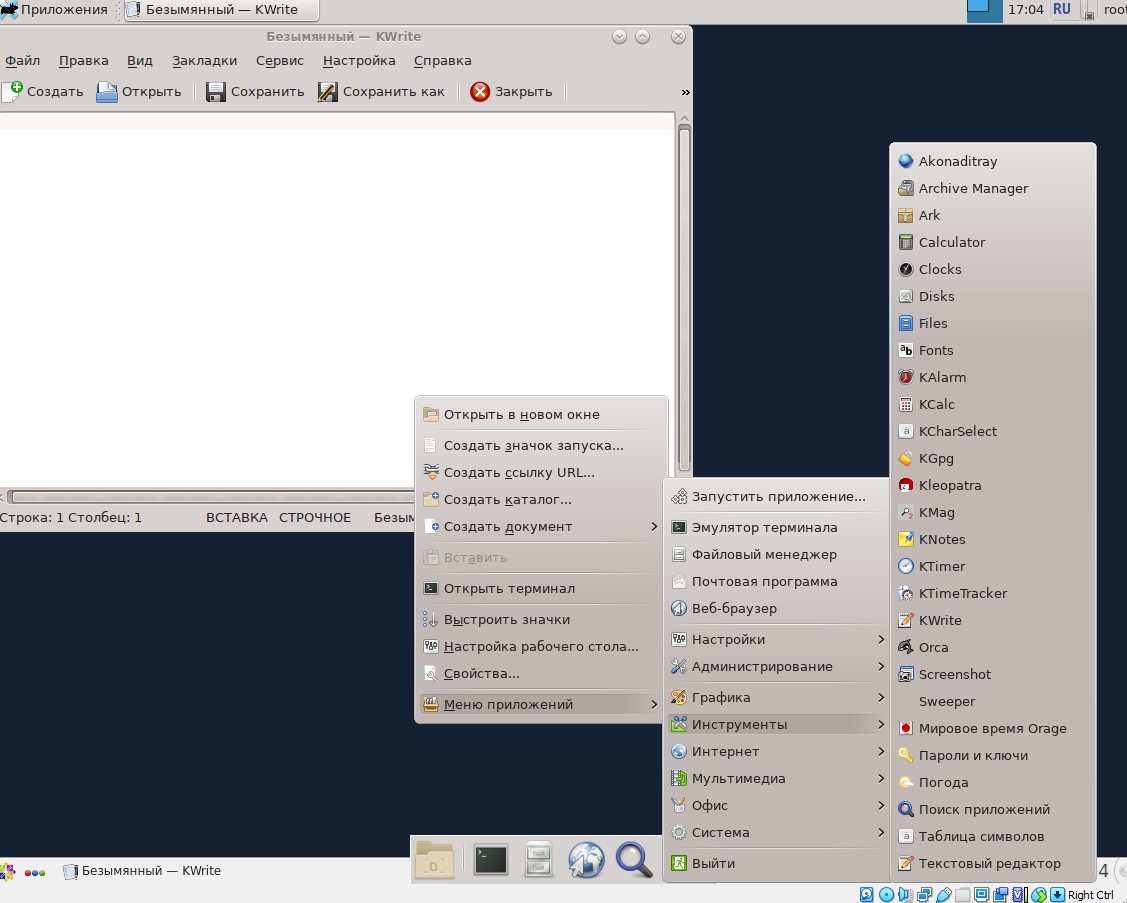 Приложения
Безымянный — KWrite
17:04
RU
root
Безымянный — KWrite
Файл Правка Вид Закладки Сервис Настройка Справка
Создать Открыть Сохранить Сохранить как Закрыть »
Строка: 1 Столбец: 1 ВСТАВКА СТРОЧНОЕ Безым
Открыть в новом окне
Создать значок запуска...
Создать ссылку URL...
Создать каталог...
Создать документ
Вставить
Открыть терминал
Выстроить значки
Настройка рабочего стола...
Свойства...
Меню приложений
Запустить приложение...
Эмулятор терминала
Файловый менеджер
Почтовая программа
Веб-браузер
Настройки
Администрирование
Графика
Инструменты
Интернет
Мультимедиа
Офис
Система
Выйти
Akonaditray
Archive Manager
Ark
Calculator
Clocks
Disks
Files
Fonts
KAlarm
KCalc
KCharSelect
KGpg
Kleopatra
KMag
KNotes
KTimer
KTimeTracker
KWrite
Orca
Screenshot
Sweeper
Мировое время Orage
Пароли и ключи
Погода
Поиск приложений
Таблица символов
Текстовый редактор
Безымянный — KWrite
4
Right Ctrl